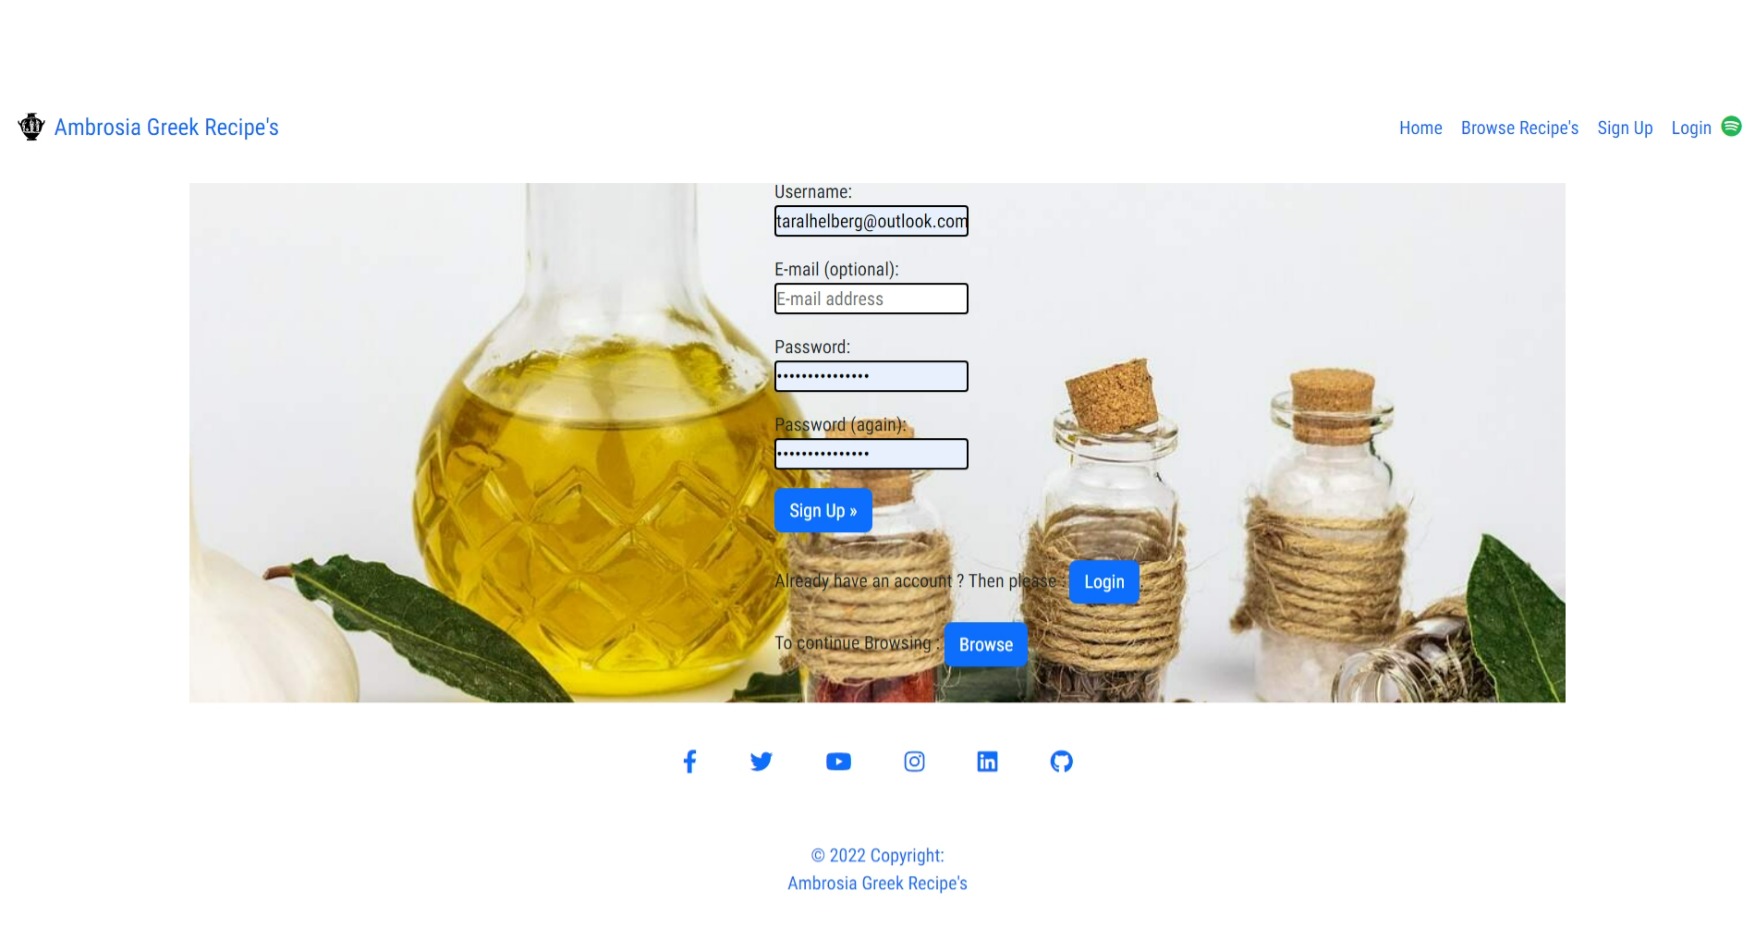 Ambrosia Greek Recipe's
Home Browse Recipe's Sign Up Login
Username:
taralhelberg@outlook.com
E-mail (optional):
E-mail address
Password:
•••••••••••••••
Password (again):
•••••••••••••••
Sign Up »
Already have an account ? Then please : Login .
To continue Browsing : Browse
© 2022 Copyright:
Ambrosia Greek Recipe's